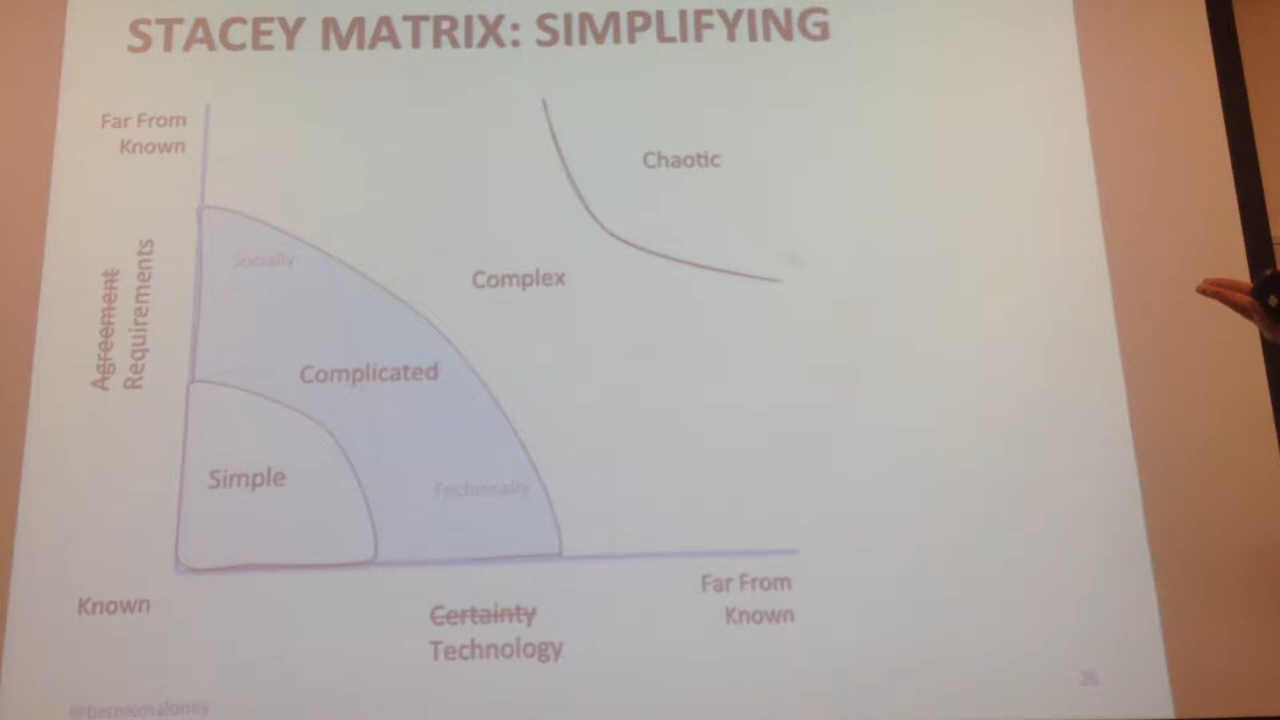 STACEY MATRIX: SIMPLIFYING
Far From
Known
Chaotic
Socially
Agreement
Requirements
Complex
Complicated
Simple
Technically
Known
Certainty
Technology
Far From
Known
@berniemaloney
26